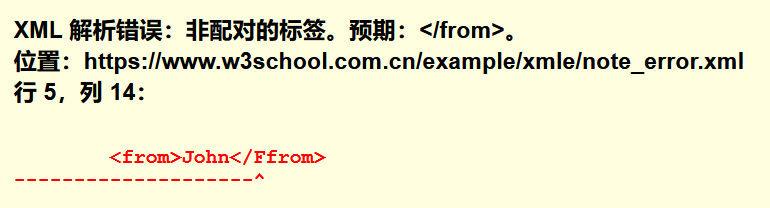 XML 解析错误：非配对的标签。预期：</from>。
位置：https://www.w3school.com.cn/example/xmle/note_error.xml
行 5，列 14：
<from>John</Ffrom>
--------------------^